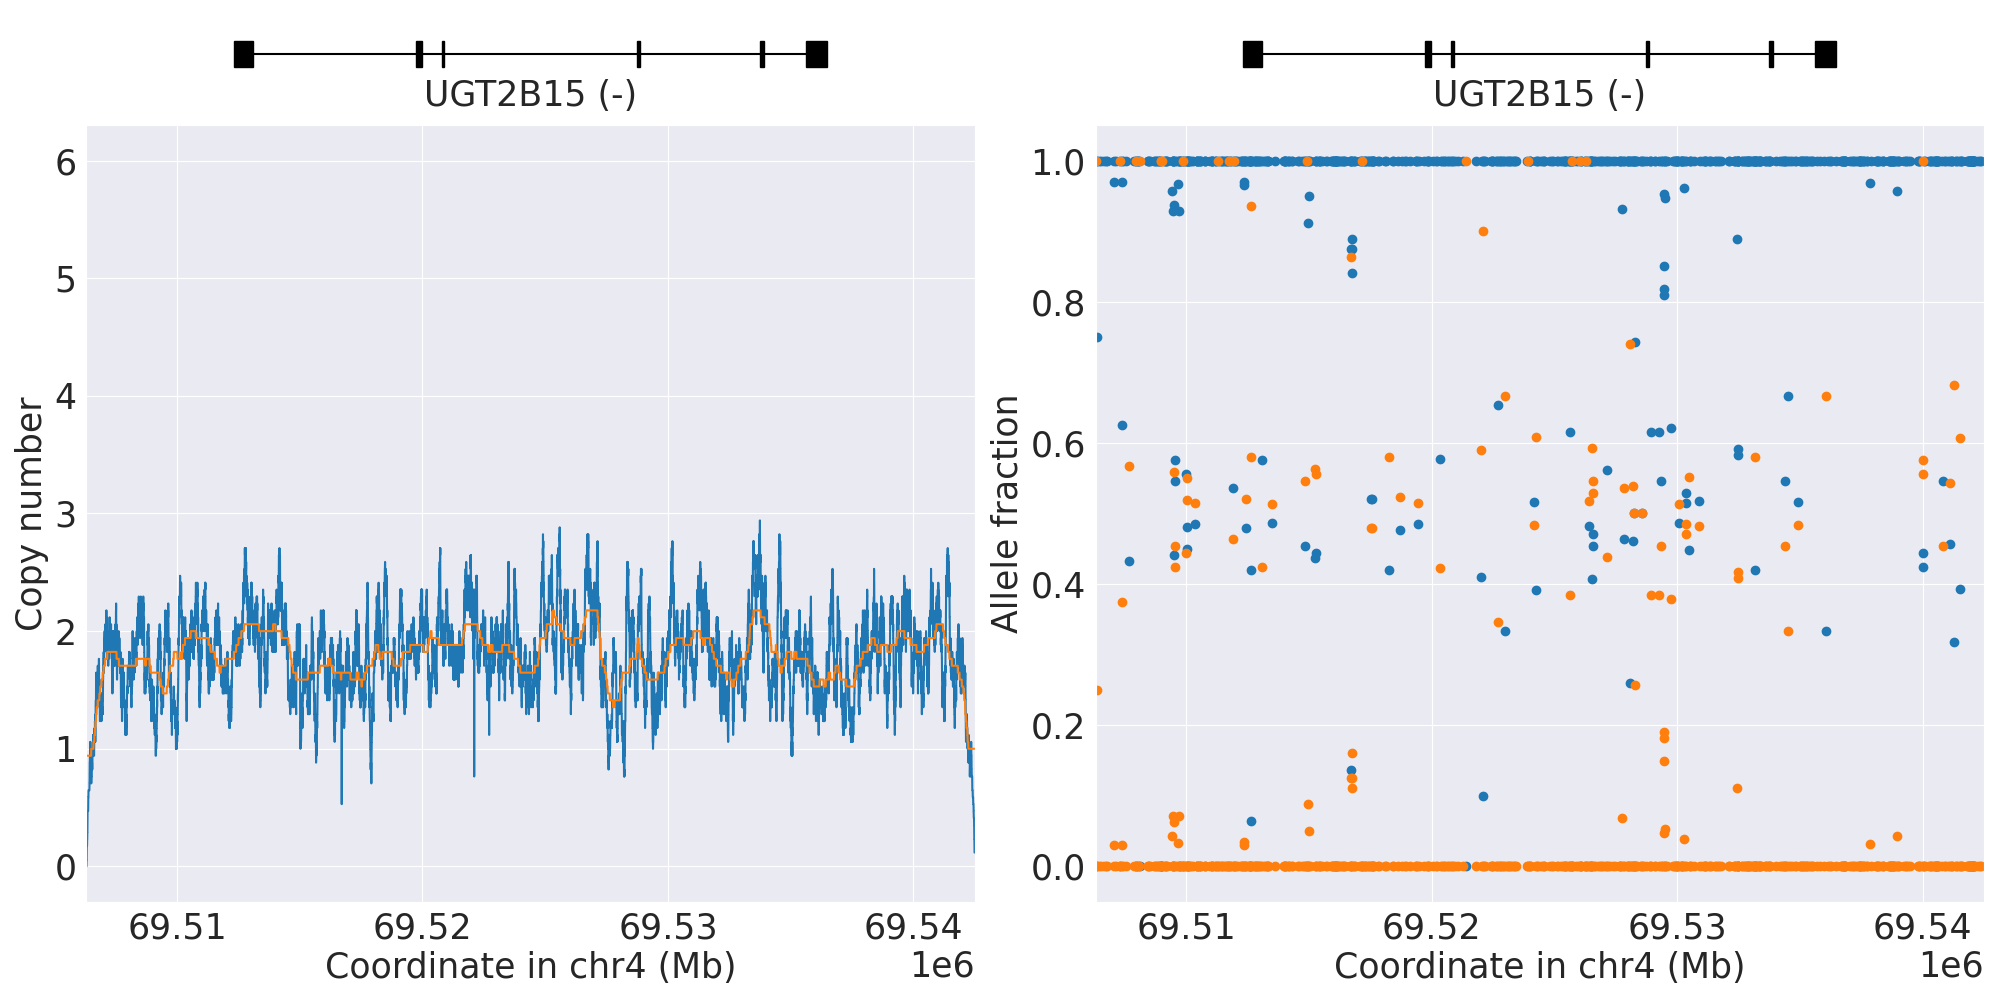 UGT2B15 (-)
6
5
4
3
2
1
0
Copy number
69.51 69.52 69.53 69.54
Coordinate in chr4 (Mb)
1e6
UGT2B15 (-)
1.0
0.8
0.6
0.4
0.2
0.0
Allele fraction
69.51 69.52 69.53 69.54
Coordinate in chr4 (Mb)
1e6